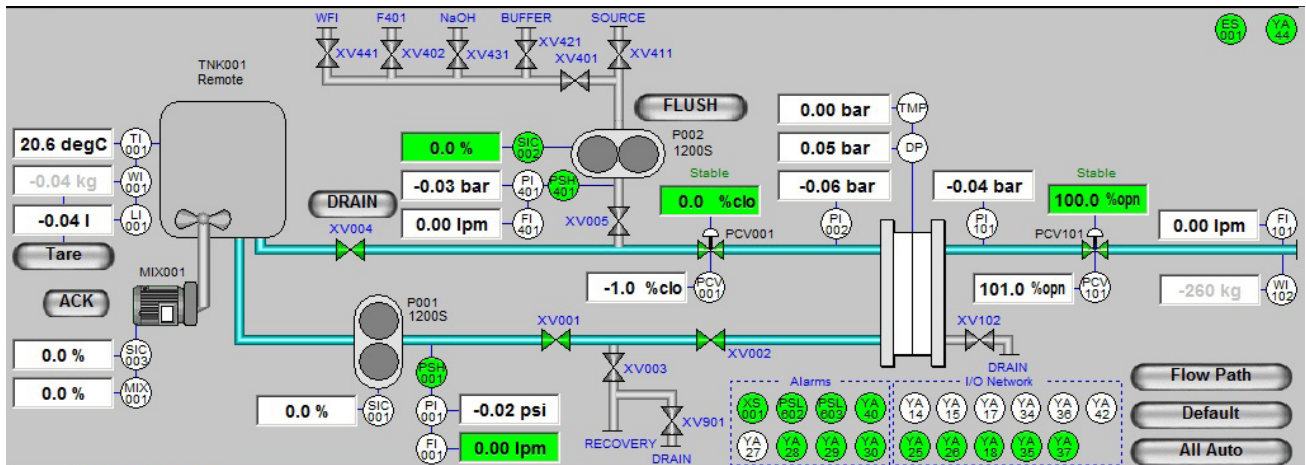 WFI F401 NaOH BUFFER SOURCE
ES 001 YA 44
XV441 XV402 XV431 XV421 XV401 XV411
TNK001
Remote
FLUSH
0.00 bar TMP
P002
1200S
20.6 degC TI 001
0.0 % SIC 002
0.05 bar DP
Stable
Stable
-0.04 kg WI 001
-0.03 bar PI 401 PSH 401
0.0 %clo
-0.06 bar
-0.04 bar
100.0 %opn
-0.04 l LI 001
DRAIN
0.00 lpm FI 401
XV005
PCV001
PI 002
PI 101
PCV101
0.00 lpm FI 101
XV004
Tare
MIX001
-1.0 %clo PCV 001
101.0 %opn PCV 101
-260 kg WI 102
ACK
P001
1200S
XV001
XV002
XV102
0.0 % SIC 003
PSH 001
XV003
DRAIN
0.0 % MIX 001
0.0 % SIC 001
PI 001 -0.02 psi
FI 001 0.00 lpm
XV901
RECOVERY
DRAIN
Alarms
XS 001 PSL 602 PSL 603 YA 40
YA 27 YA 28 YA 29 YA 30
I/O Network
YA 14 YA 15 YA 17 YA 34 YA 36 YA 42
YA 25 YA 26 YA 18 YA 35 YA 37
Flow Path
Default
All Auto